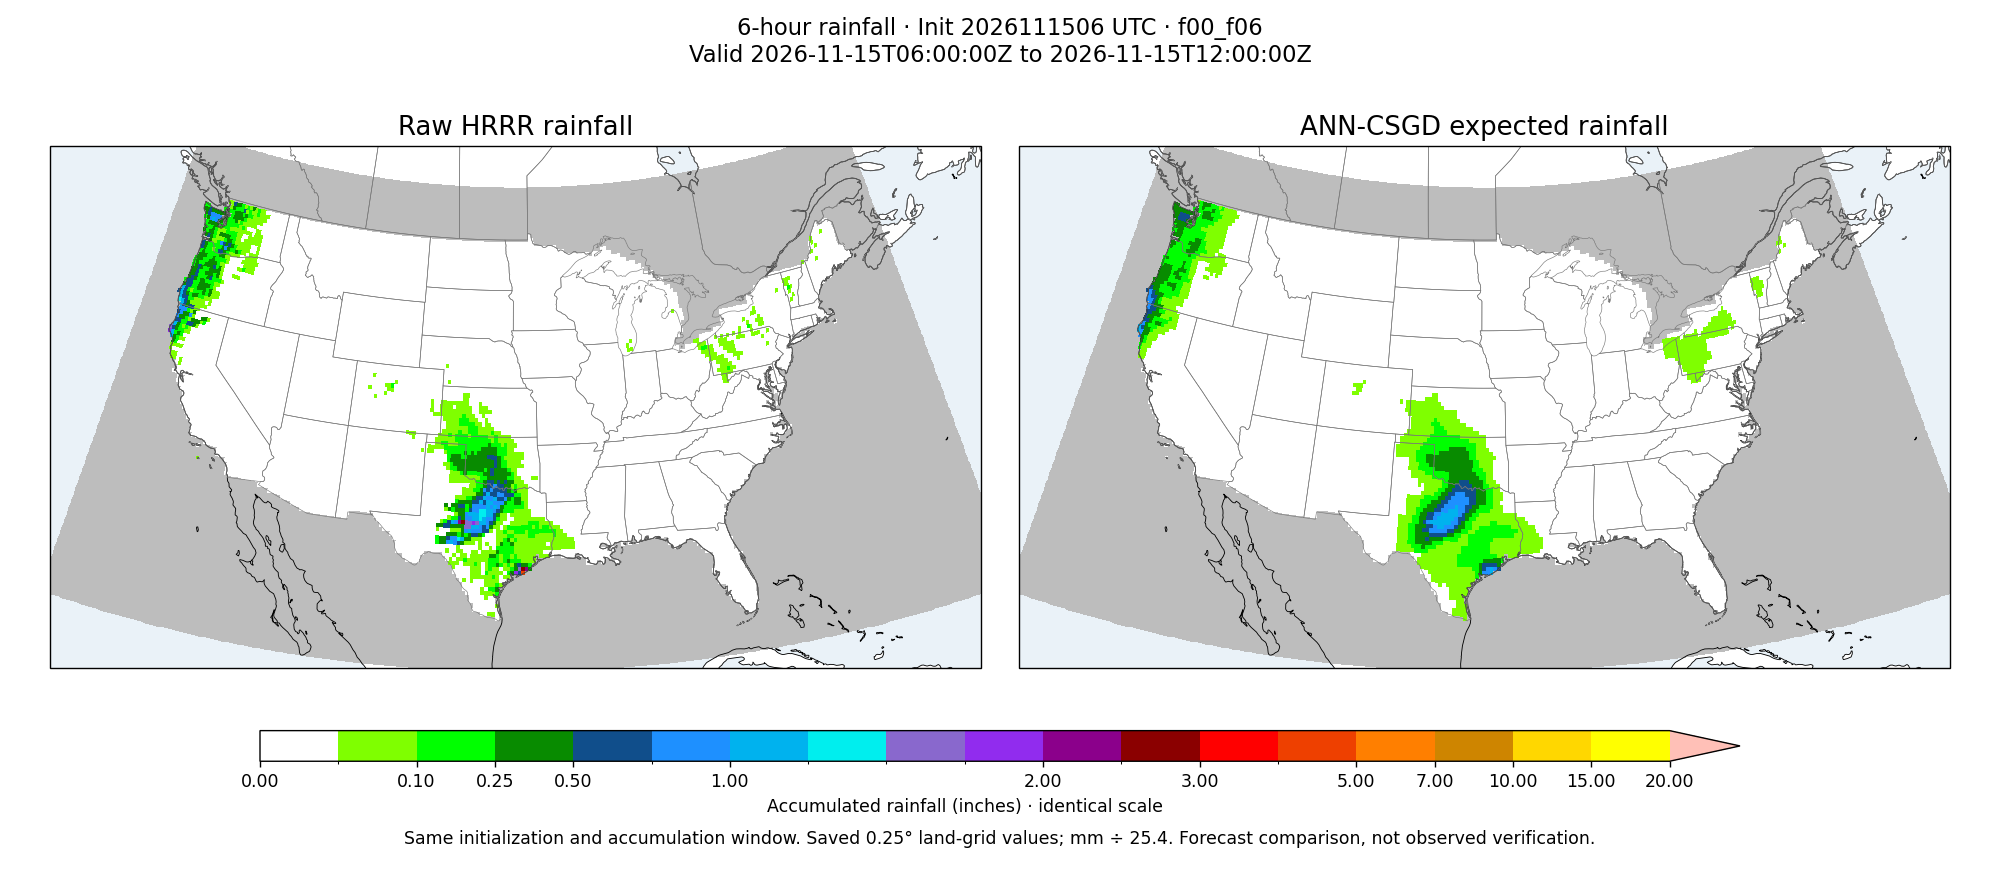 6-hour rainfall · Init 2026111506 UTC · f00_f06
Valid 2026-11-15T06:00:00Z to 2026-11-15T12:00:00Z
Raw HRRR rainfall
ANN-CSGD expected rainfall
0.00 0.10 0.25 0.50 1.00 2.00 3.00 5.00 7.00 10.00 15.00 20.00
Accumulated rainfall (inches) · identical scale
Same initialization and accumulation window. Saved 0.25° land-grid values; mm ÷ 25.4. Forecast comparison, not observed verification.